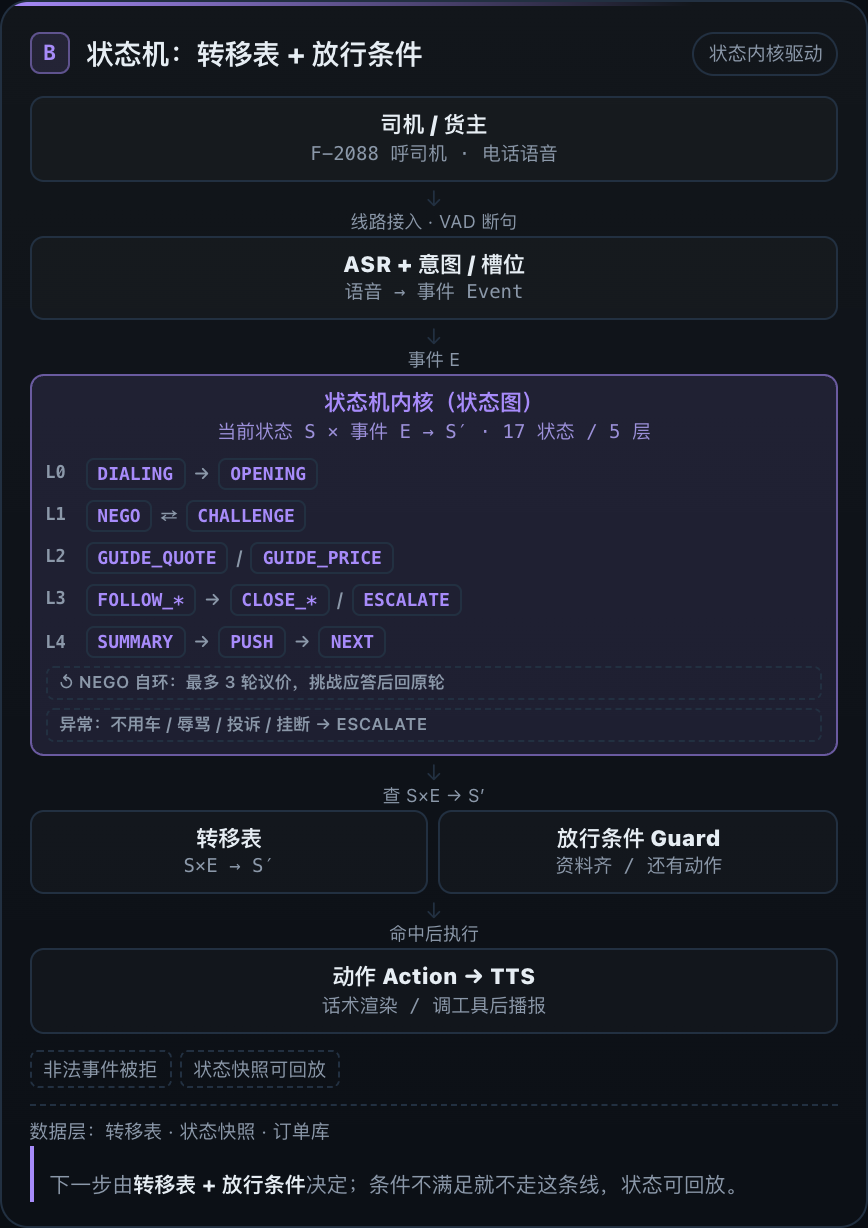 B 状态机：转移表 + 放行条件 状态内核驱动
司机 / 货主
F-2088 呼司机 · 电话语音
↓
线路接入 · VAD 断句
ASR + 意图 / 槽位
语音 → 事件 Event
↓
事件 E
状态机内核（状态图）
当前状态 S × 事件 E → S′ · 17 状态 / 5 层
L0 DIALING → OPENING
L1 NEGO ⇄ CHALLENGE
L2 GUIDE_QUOTE / GUIDE_PRICE
L3 FOLLOW_* → CLOSE_* / ESCALATE
L4 SUMMARY → PUSH → NEXT
↺ NEGO 自环：最多 3 轮议价，挑战应答后回原轮
异常：不用车 / 辱骂 / 投诉 / 挂断 → ESCALATE
↓
查 S×E → S′
转移表 放行条件 Guard
S×E → S′ 资料齐 / 还有动作
↓
命中后执行
动作 Action → TTS
话术渲染 / 调工具后播报
非法事件被拒 状态快照可回放
数据层：转移表 · 状态快照 · 订单库
下一步由转移表 + 放行条件决定；条件不满足就不走这条线，状态可回放。